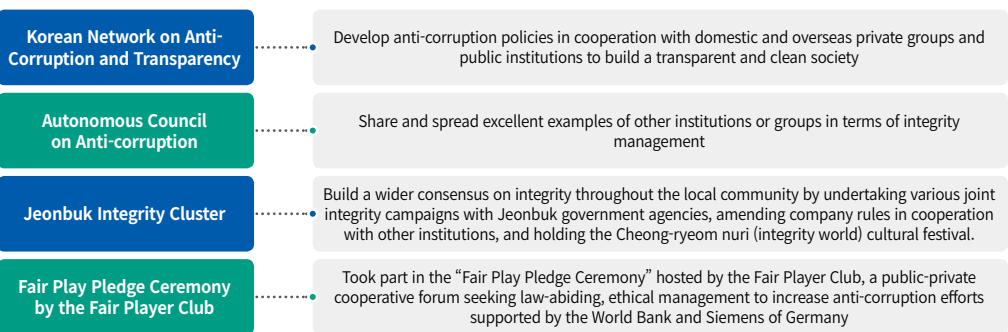 Korean Network on Anti-
Corruption and Transparency
Develop anti-corruption policies in cooperation with domestic and overseas private groups and
public institutions to build a transparent and clean society
Autonomous Council
on Anti-corruption
Share and spread excellent examples of other institutions or groups in terms of integrity
management
Jeonbuk Integrity Cluster
Build a wider consensus on integrity throughout the local community by undertaking various joint
integrity campaigns with Jeonbuk government agencies, amending company rules in cooperation
with other institutions, and holding the Cheong-ryeom nuri (integrity world) cultural festival.
Fair Play Pledge Ceremony
by the Fair Player Club
Took part in the “Fair Play Pledge Ceremony” hosted by the Fair Player Club, a public-private
cooperative forum seeking law-abiding, ethical management to increase anti-corruption efforts
supported by the World Bank and Siemens of Germany